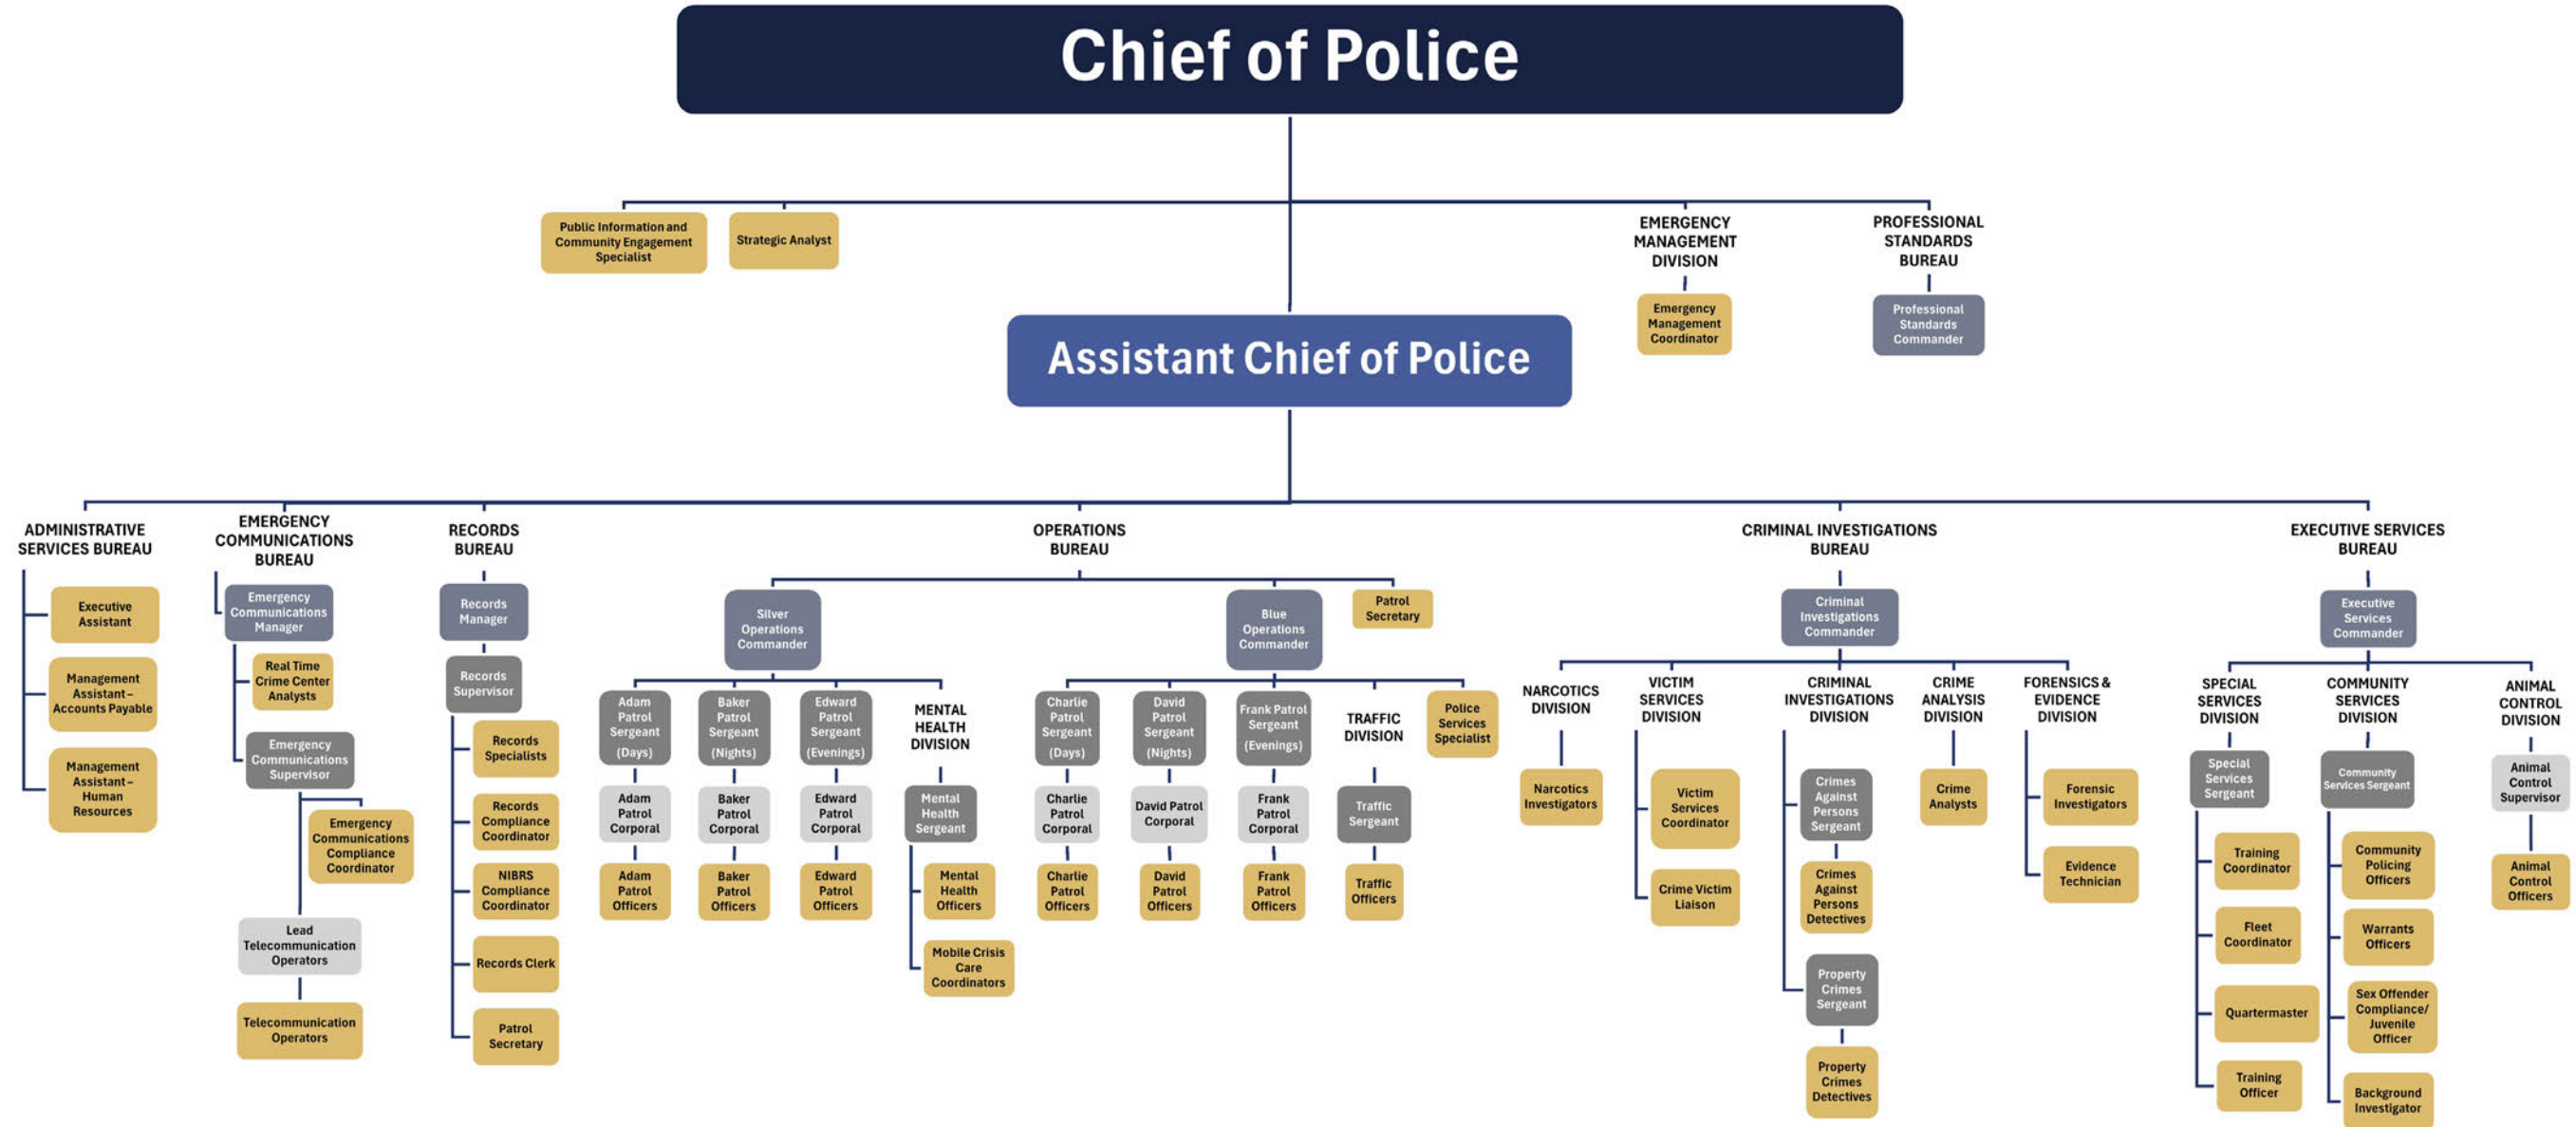 Chief of Police
Public Information and
Community Engagement
Specialist
Strategic Analyst
EMERGENCY
MANAGEMENT
DIVISION
Emergency
Management
Coordinator
PROFESSIONAL
STANDARDS
BUREAU
Professional
Standards
Commander
Assistant Chief of Police
ADMINISTRATIVE
SERVICES BUREAU
Executive
Assistant
Management
Assistant –
Accounts Payable
Management
Assistant –
Human
Resources
EMERGENCY
COMMUNICATIONS
BUREAU
Emergency
Communications
Manager
Real Time
Crime Center
Analysts
Emergency
Communications
Supervisor
Emergency
Communications
Compliance
Coordinator
Lead
Telecommunication
Operators
Telecommunication
Operators
RECORDS
BUREAU
Records
Manager
Records
Supervisor
Records
Specialists
Records
Compliance
Coordinator
NIBRS
Compliance
Coordinator
Records Clerk
Patrol
Secretary
OPERATIONS
BUREAU
Silver
Operations
Commander
Adam
Patrol
Sergeant
(Days)
Adam
Patrol
Corporal
Adam
Patrol
Officers
Baker
Patrol
Sergeant
(Nights)
Baker
Patrol
Corporal
Baker
Patrol
Officers
Edward
Patrol
Sergeant
(Evenings)
Edward
Patrol
Corporal
Edward
Patrol
Officers
MENTAL
HEALTH
DIVISION
Mental
Health
Sergeant
Mental
Health
Officers
Mobile Crisis
Care
Coordinators
Blue
Operations
Commander
Charlie
Patrol
Sergeant
(Days)
Charlie
Patrol
Corporal
Charlie
Patrol
Officers
David
Patrol
Sergeant
(Nights)
David Patrol
Corporal
David
Patrol
Officers
Frank Patrol
Sergeant
(Evenings)
Frank
Patrol
Corporal
Frank
Patrol
Officers
TRAFFIC
DIVISION
Traffic
Sergeant
Traffic
Officers
Police
Services
Specialist
Patrol
Secretary
CRIMINAL INVESTIGATIONS
BUREAU
Criminal
Investigations
Commander
NARCOTICS
DIVISION
Narcotics
Investigators
VICTIM
SERVICES
DIVISION
Victim
Services
Coordinator
Crime Victim
Liaison
CRIMINAL
INVESTIGATIONS
DIVISION
Crimes
Against
Persons
Sergeant
Crimes
Against
Persons
Detectives
Property
Crimes
Sergeant
Property
Crimes
Detectives
CRIME
ANALYSIS
DIVISION
Crime
Analysts
FORENSICS &
EVIDENCE
DIVISION
Forensic
Investigators
Evidence
Technician
EXECUTIVE SERVICES
BUREAU
Executive
Services
Commander
SPECIAL
SERVICES
DIVISION
Special
Services
Sergeant
Training
Coordinator
Fleet
Coordinator
Quartermaster
Training
Officer
COMMUNITY
SERVICES
DIVISION
Community
Services Sergeant
Community
Policing
Officers
Warrants
Officers
Sex Offender
Compliance/
Juvenile
Officer
Background
Investigator
ANIMAL
CONTROL
DIVISION
Animal
Control
Supervisor
Animal
Control
Officers